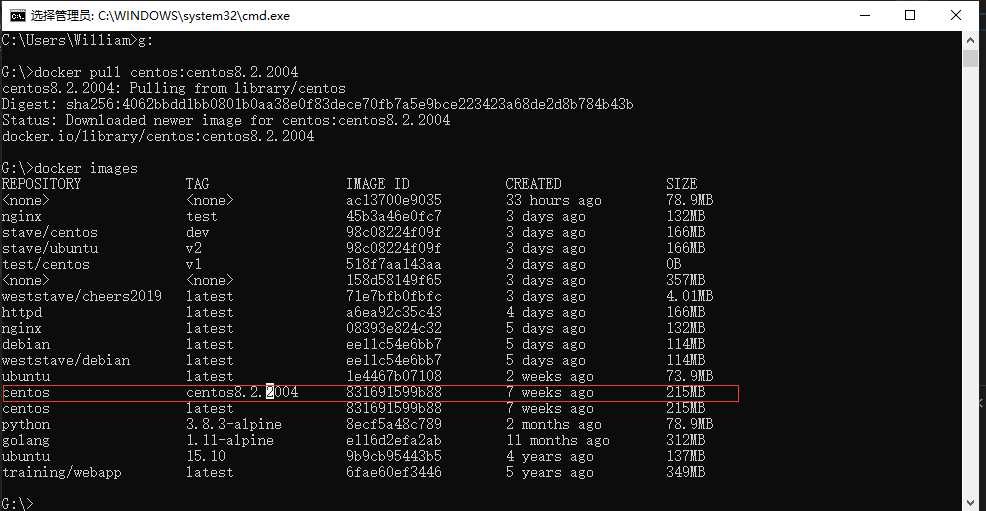 选择管理员: C:\WINDOWS\system32\cmd.exe
C:\Users\William>g:
G:\>docker pull centos:centos8.2.2004
centos8.2.2004: Pulling from library/centos
Digest: sha256:4062bbdd1bb0801b0aa38e0f83dece70fb7a5e9bce223423a68de2d8b784b43b
Status: Downloaded newer image for centos:centos8.2.2004
docker.io/library/centos:centos8.2.2004
G:\>docker images
REPOSITORY TAG IMAGE ID CREATED SIZE
<none> <none> ac13700e9035 33 hours ago 78.9MB
nginx test 45b3a46e0fc7 3 days ago 132MB
stave/centos dev 98c08224f09f 3 days ago 166MB
stave/ubuntu v2 98c08224f09f 3 days ago 166MB
test/centos v1 518f7aa143aa 3 days ago 0B
<none> <none> 158d58149f65 3 days ago 357MB
weststave/cheers2019 latest 71e7bfb0fbfc 3 days ago 4.01MB
httpd latest a6ea92c35c43 4 days ago 166MB
nginx latest 08393e824c32 5 days ago 132MB
debian latest ee11c54e6bb7 5 days ago 114MB
weststave/debian latest ee11c54e6bb7 5 days ago 114MB
ubuntu latest 1e4467b07108 2 weeks ago 73.9MB
centos centos8.2.2004 831691599b88 7 weeks ago 215MB
centos latest 831691599b88 7 weeks ago 215MB
python 3.8.3-alpine 8ecf5a48c789 2 months ago 78.9MB
golang 1.11-alpine e116d2efa2ab 11 months ago 312MB
ubuntu 15.10 9b9cb95443b5 4 years ago 137MB
training/webapp latest 6fae60ef3446 5 years ago 349MB
G:\>